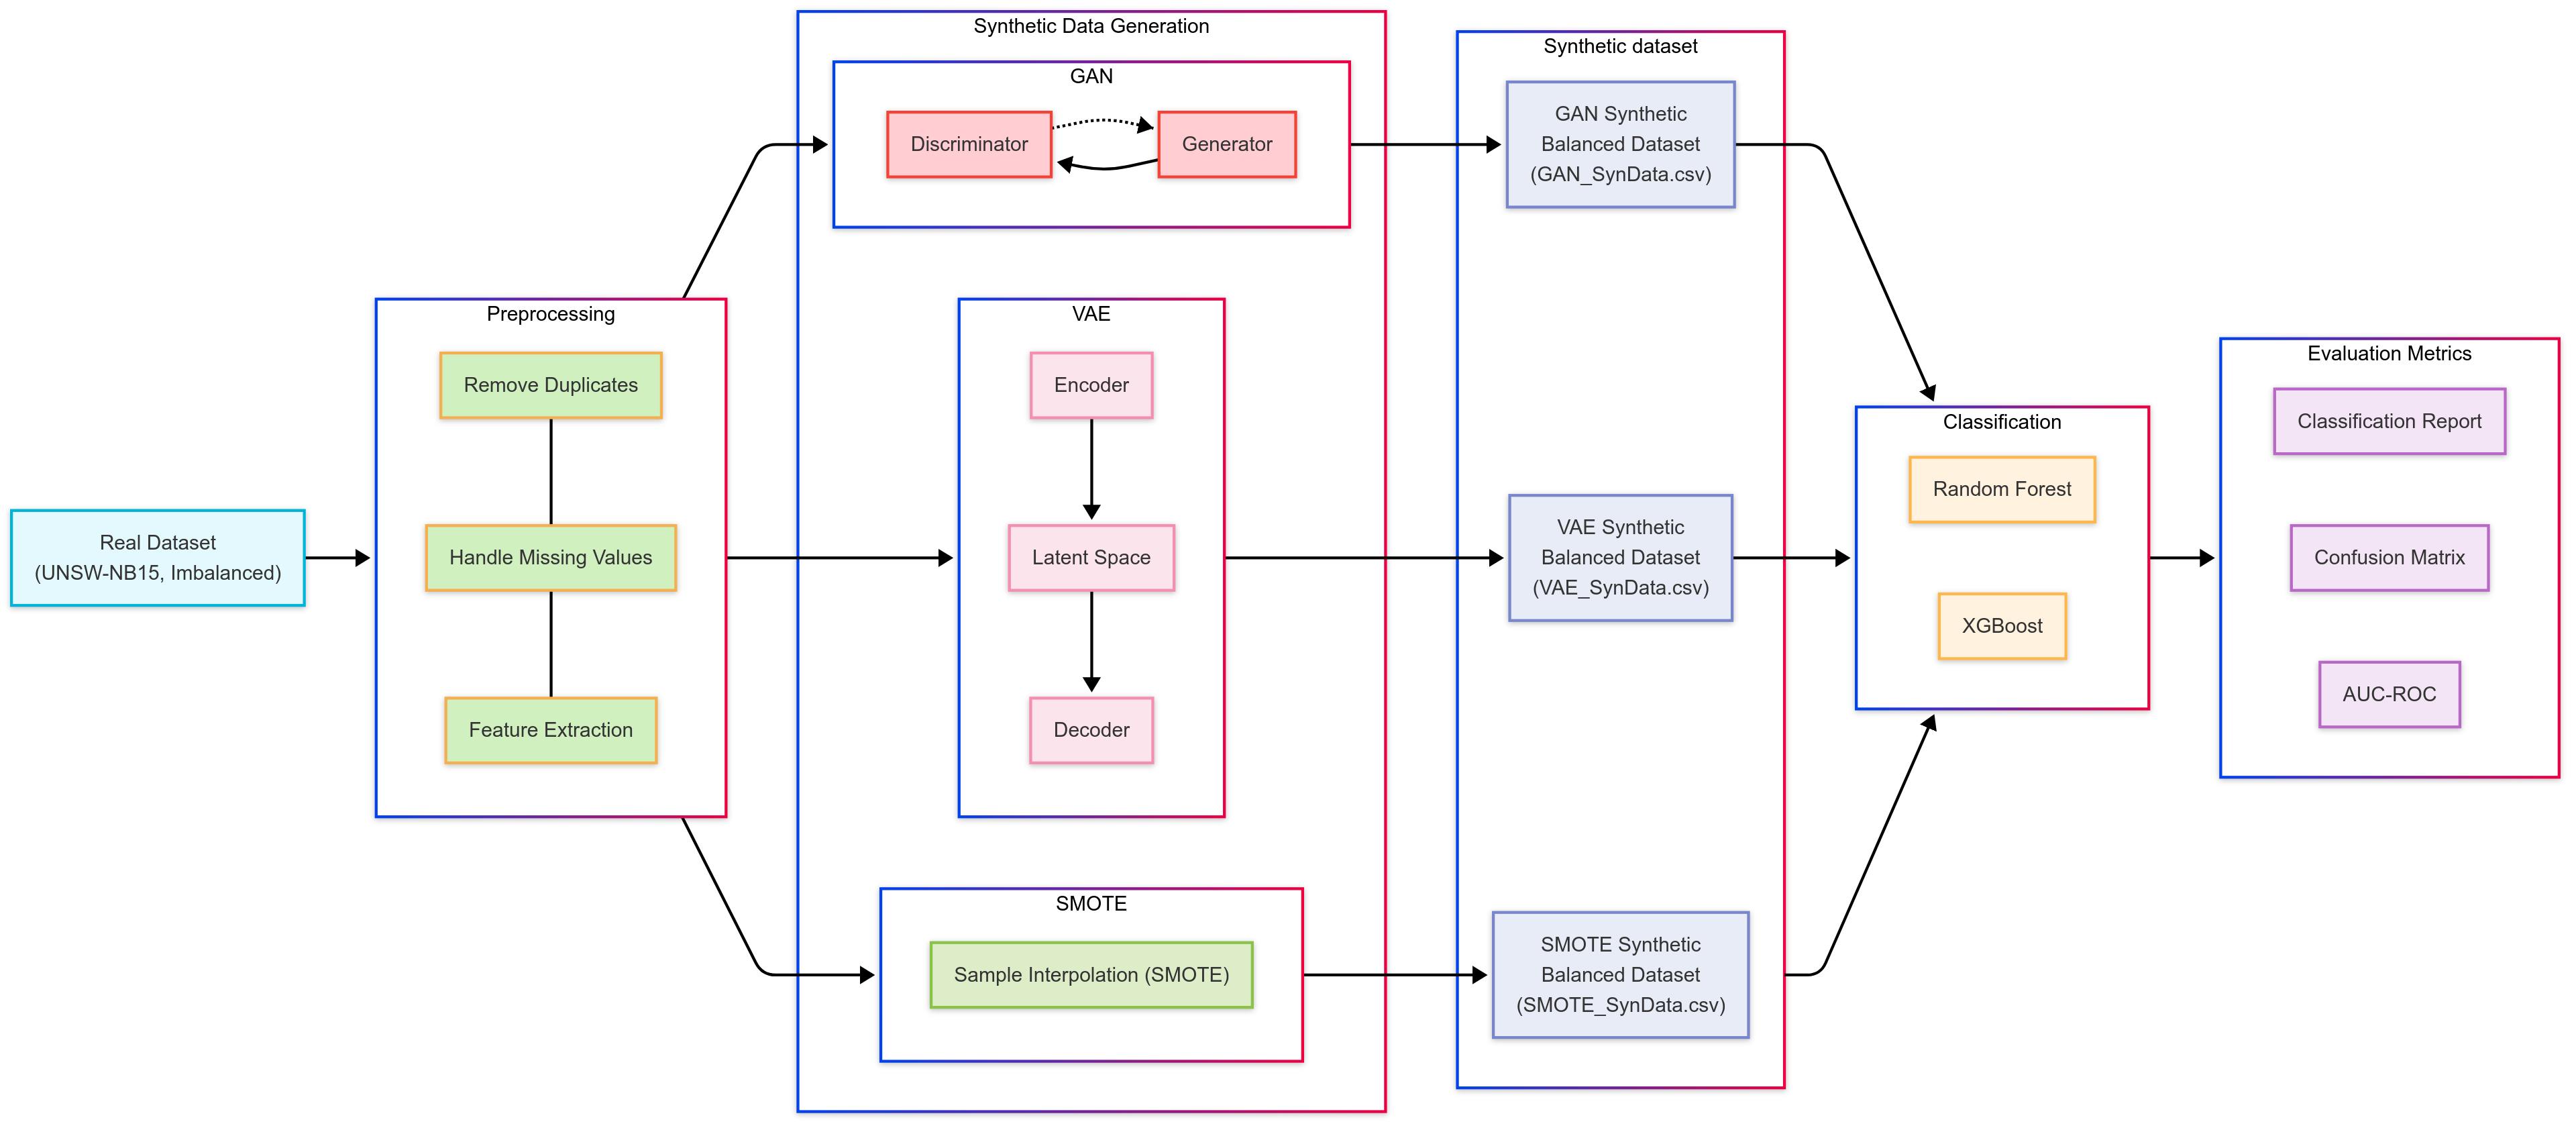 Real Dataset
(UNSW-NB15, Imbalanced)
Preprocessing
Remove Duplicates
Handle Missing Values
Feature Extraction
Synthetic Data Generation
GAN
Discriminator
Generator
VAE
Encoder
Latent Space
Decoder
SMOTE
Sample Interpolation (SMOTE)
Synthetic dataset
GAN Synthetic
Balanced Dataset
(GAN_SynData.csv)
VAE Synthetic
Balanced Dataset
(VAE_SynData.csv)
SMOTE Synthetic
Balanced Dataset
(SMOTE_SynData.csv)
Classification
Random Forest
XGBoost
Evaluation Metrics
Classification Report
Confusion Matrix
AUC-ROC